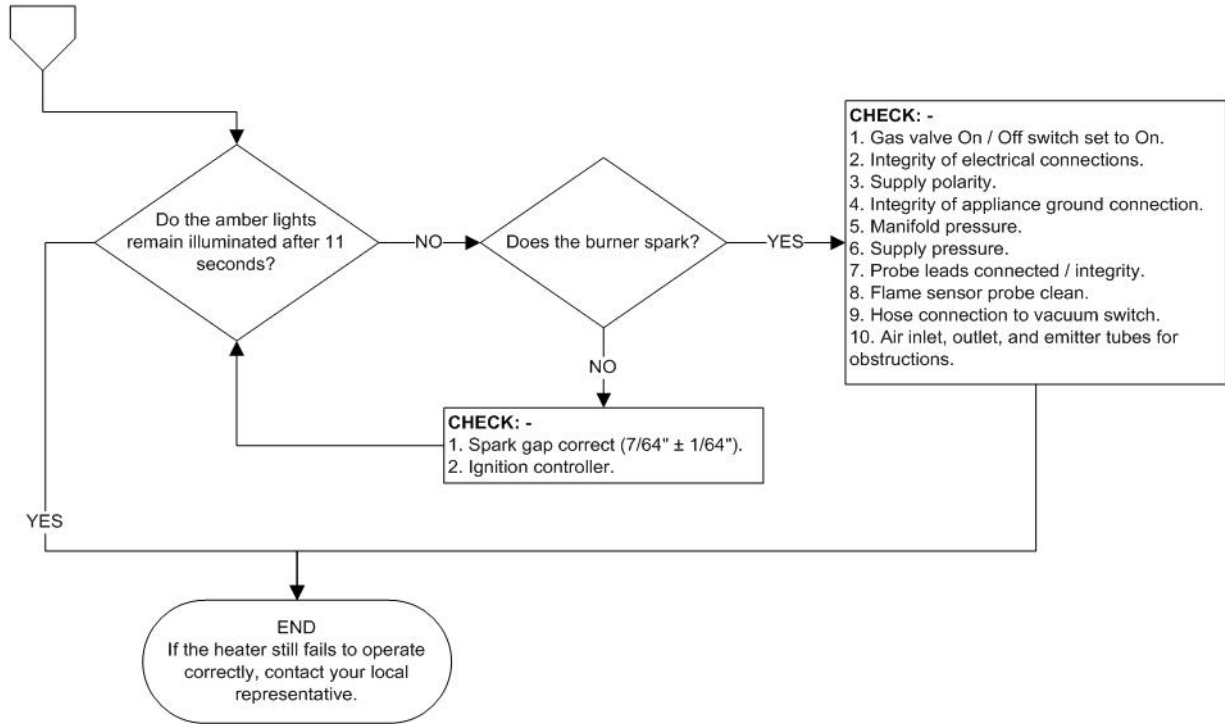 Do the amber lights
remain illuminated after 11
seconds?
NO
Does the burner spark?
YES
CHECK: -
1. Gas valve On / Off switch set to On.
2. Integrity of electrical connections.
3. Supply polarity.
4. Integrity of appliance ground connection.
5. Manifold pressure.
6. Supply pressure.
7. Probe leads connected / integrity.
8. Flame sensor probe clean.
9. Hose connection to vacuum switch.
10. Air inlet, outlet, and emitter tubes for
obstructions.
NO
CHECK: -
1. Spark gap correct (7/64" ± 1/64").
2. Ignition controller.
YES
END
If the heater still fails to operate
correctly, contact your local
representative.